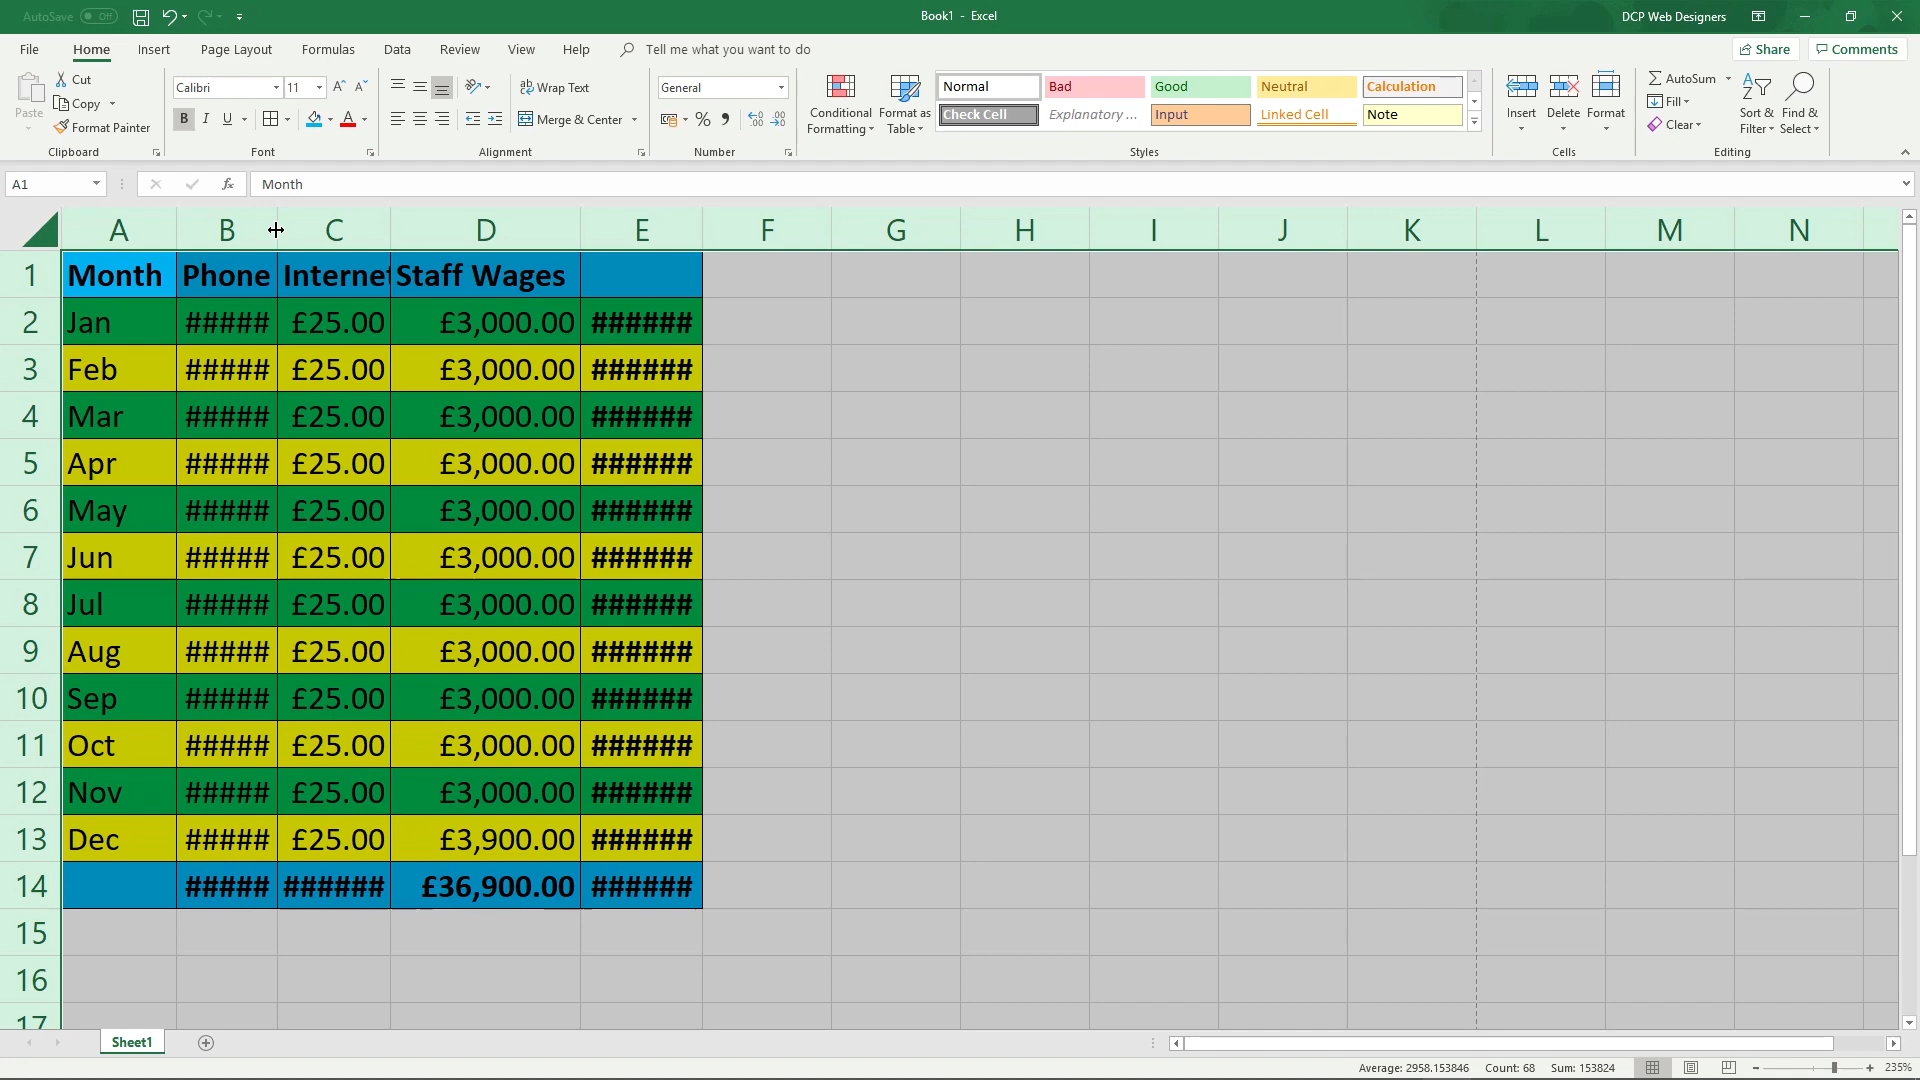 AutoSave Off
Book1 - Excel
DCP Web Designers
File Home Insert Page Layout Formulas Data Review View Help Tell me what you want to do
Share Comments
Paste
Cut
Copy
Format Painter
Clipboard
Calibri 11
B I U
Font
Wrap Text
Merge & Center
Alignment
General
Number
Conditional Formatting
Format as Table
Normal Bad Good Neutral Calculation
Check Cell Explanatory ... Input Linked Cell Note
Styles
Insert Delete Format
Cells
AutoSum
Fill
Clear
Sort & Filter
Find & Select
Editing
A1 fx Month
A B C D E F G H I J K L M N
1 Month Phone Internet Staff Wages
2 Jan ##### £25.00 £3,000.00 ######
3 Feb ##### £25.00 £3,000.00 ######
4 Mar ##### £25.00 £3,000.00 ######
5 Apr ##### £25.00 £3,000.00 ######
6 May ##### £25.00 £3,000.00 ######
7 Jun ##### £25.00 £3,000.00 ######
8 Jul ##### £25.00 £3,000.00 ######
9 Aug ##### £25.00 £3,000.00 ######
10 Sep ##### £25.00 £3,000.00 ######
11 Oct ##### £25.00 £3,000.00 ######
12 Nov ##### £25.00 £3,000.00 ######
13 Dec ##### £25.00 £3,900.00 ######
14 ##### ###### £36,900.00 ######
15
16
17
Sheet1
Average: 2958.153846 Count: 68 Sum: 153824 235%